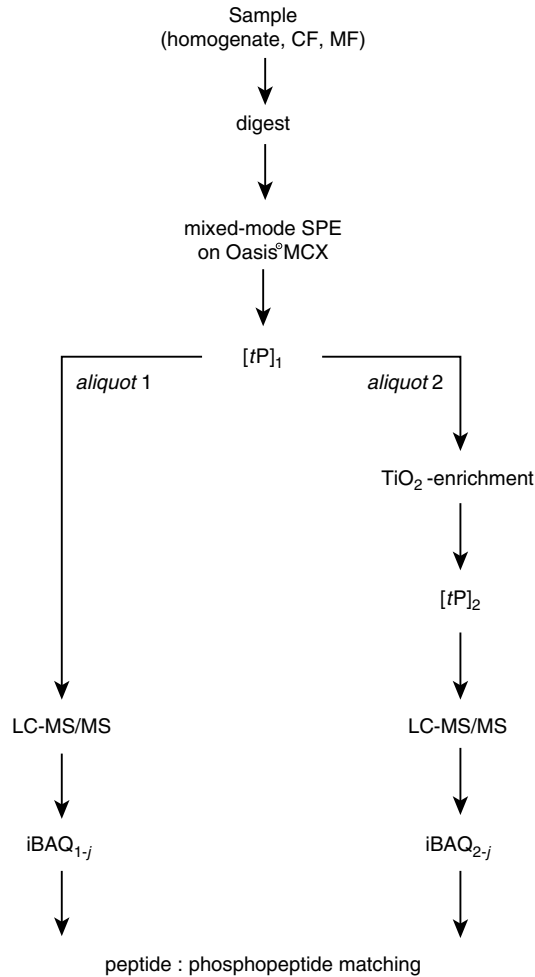 Sample
(homogenate, CF, MF)
digest
mixed-mode SPE
on Oasis®MCX
[tP]₁
aliquot 1
aliquot 2
TiO₂ -enrichment
[tP]₂
LC-MS/MS
LC-MS/MS
iBAQ₁₋ⱼ
iBAQ₂₋ⱼ
peptide : phosphopeptide matching